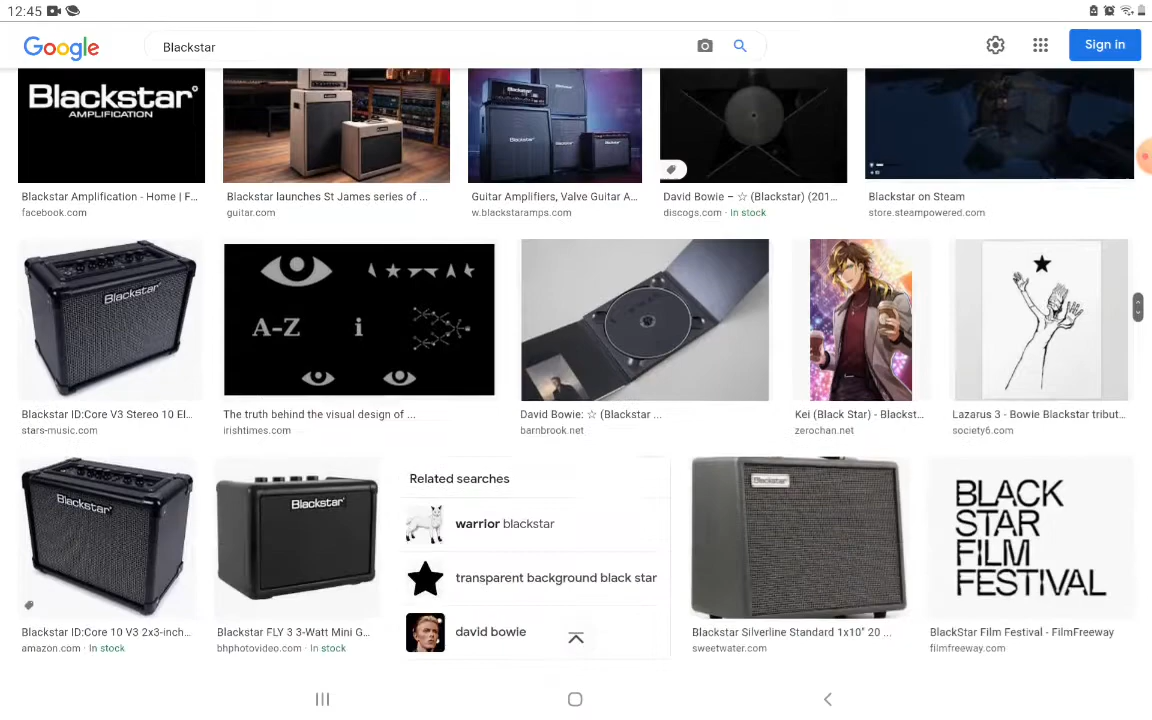 12:45
Google
Blackstar
Sign in
Blackstar
AMPLIFICATION
Blackstar Amplification - Home | F...
facebook.com
Blackstar launches St James series of ...
guitar.com
Guitar Amplifiers, Valve Guitar A...
w.blackstaramps.com
David Bowie – ☆ (Blackstar) (201...
discogs.com · In stock
Blackstar on Steam
store.steampowered.com
Blackstar
A-Z i
Blackstar ID:Core V3 Stereo 10 El...
stars-music.com
The truth behind the visual design of ...
irishtimes.com
David Bowie: ☆ (Blackstar ...
barnbrook.net
Kei (Black Star) - Blackst...
zerochan.net
Lazarus 3 - Bowie Blackstar tribut...
society6.com
Blackstar
Blackstar
Related searches
warrior blackstar
transparent background black star
david bowie
Blackstar
BLACK
STAR
FILM
FESTIVAL
Blackstar ID:Core 10 V3 2x3-inch...
amazon.com · In stock
Blackstar FLY 3 3-Watt Mini G...
bhphotovideo.com · In stock
Blackstar Silverline Standard 1x10" 20 ...
sweetwater.com
BlackStar Film Festival - FilmFreeway
filmfreeway.com